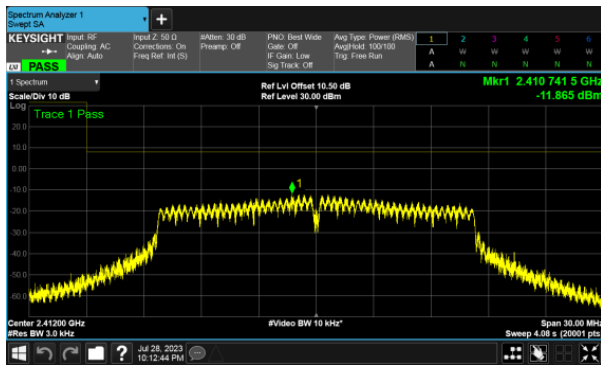 Spectrum Analyzer 1
Swept SA
+
KEYSIGHT
Input: RF
Coupling: AC
Align: Auto
Input Z: 50 Ω
Corrections: On
Freq Ref: Int (S)
#Atten: 30 dB
Preamp: Off
PNO: Best Wide
Gate: Off
IF Gain: Low
Sig Track: Off
Avg Type: Power (RMS)
Avg|Hold: 100/100
Trig: Free Run
1 2 3 4 5 6
A W W W W W
A N N N N N
LXI PASS
1 Spectrum
Scale/Div 10 dB
Ref Lvl Offset 10.50 dB
Ref Level 30.00 dBm
Mkr1 2.410 741 5 GHz
-11.865 dBm
Log
Trace 1 Pass
20.0
10.0
0.00
-10.0
1
-20.0
-30.0
-40.0
-50.0
-60.0
Center 2.41200 GHz
#Video BW 10 kHz*
Span 30.00 MHz
#Res BW 3.0 kHz
Sweep 4.08 s (20001 pts)
?
Jul 28, 2023
10:12:44 PM